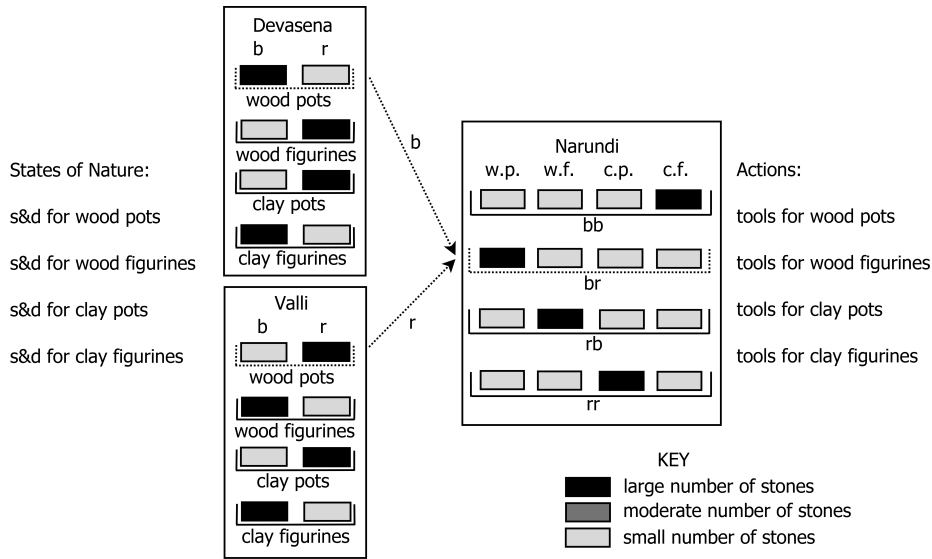 States of Nature:
s&d for wood pots
s&d for wood figurines
s&d for clay pots
s&d for clay figurines
Devasena
b r
wood pots
wood figurines
clay pots
clay figurines
Valli
b r
wood pots
wood figurines
clay pots
clay figurines
b
r
Narundi
w.p. w.f. c.p. c.f.
bb
br
rb
rr
Actions:
tools for wood pots
tools for wood figurines
tools for clay pots
tools for clay figurines
KEY
large number of stones
moderate number of stones
small number of stones